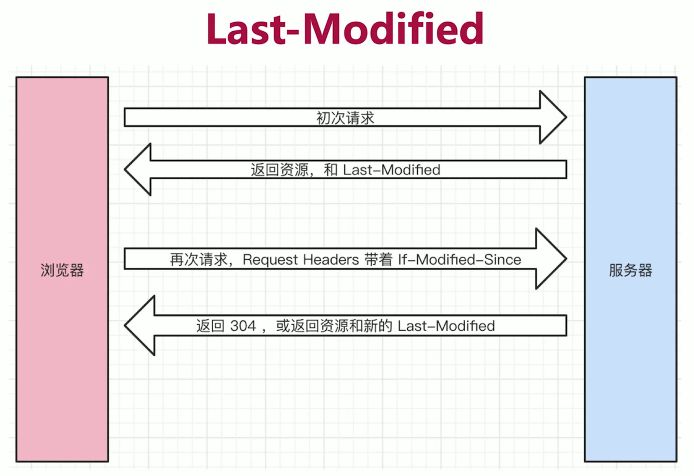 Last-Modified
初次请求
返回资源，和 Last-Modified
浏览器
再次请求，Request Headers 带着 If-Modified-Since
服务器
返回 304 ，或返回资源和新的 Last-Modified